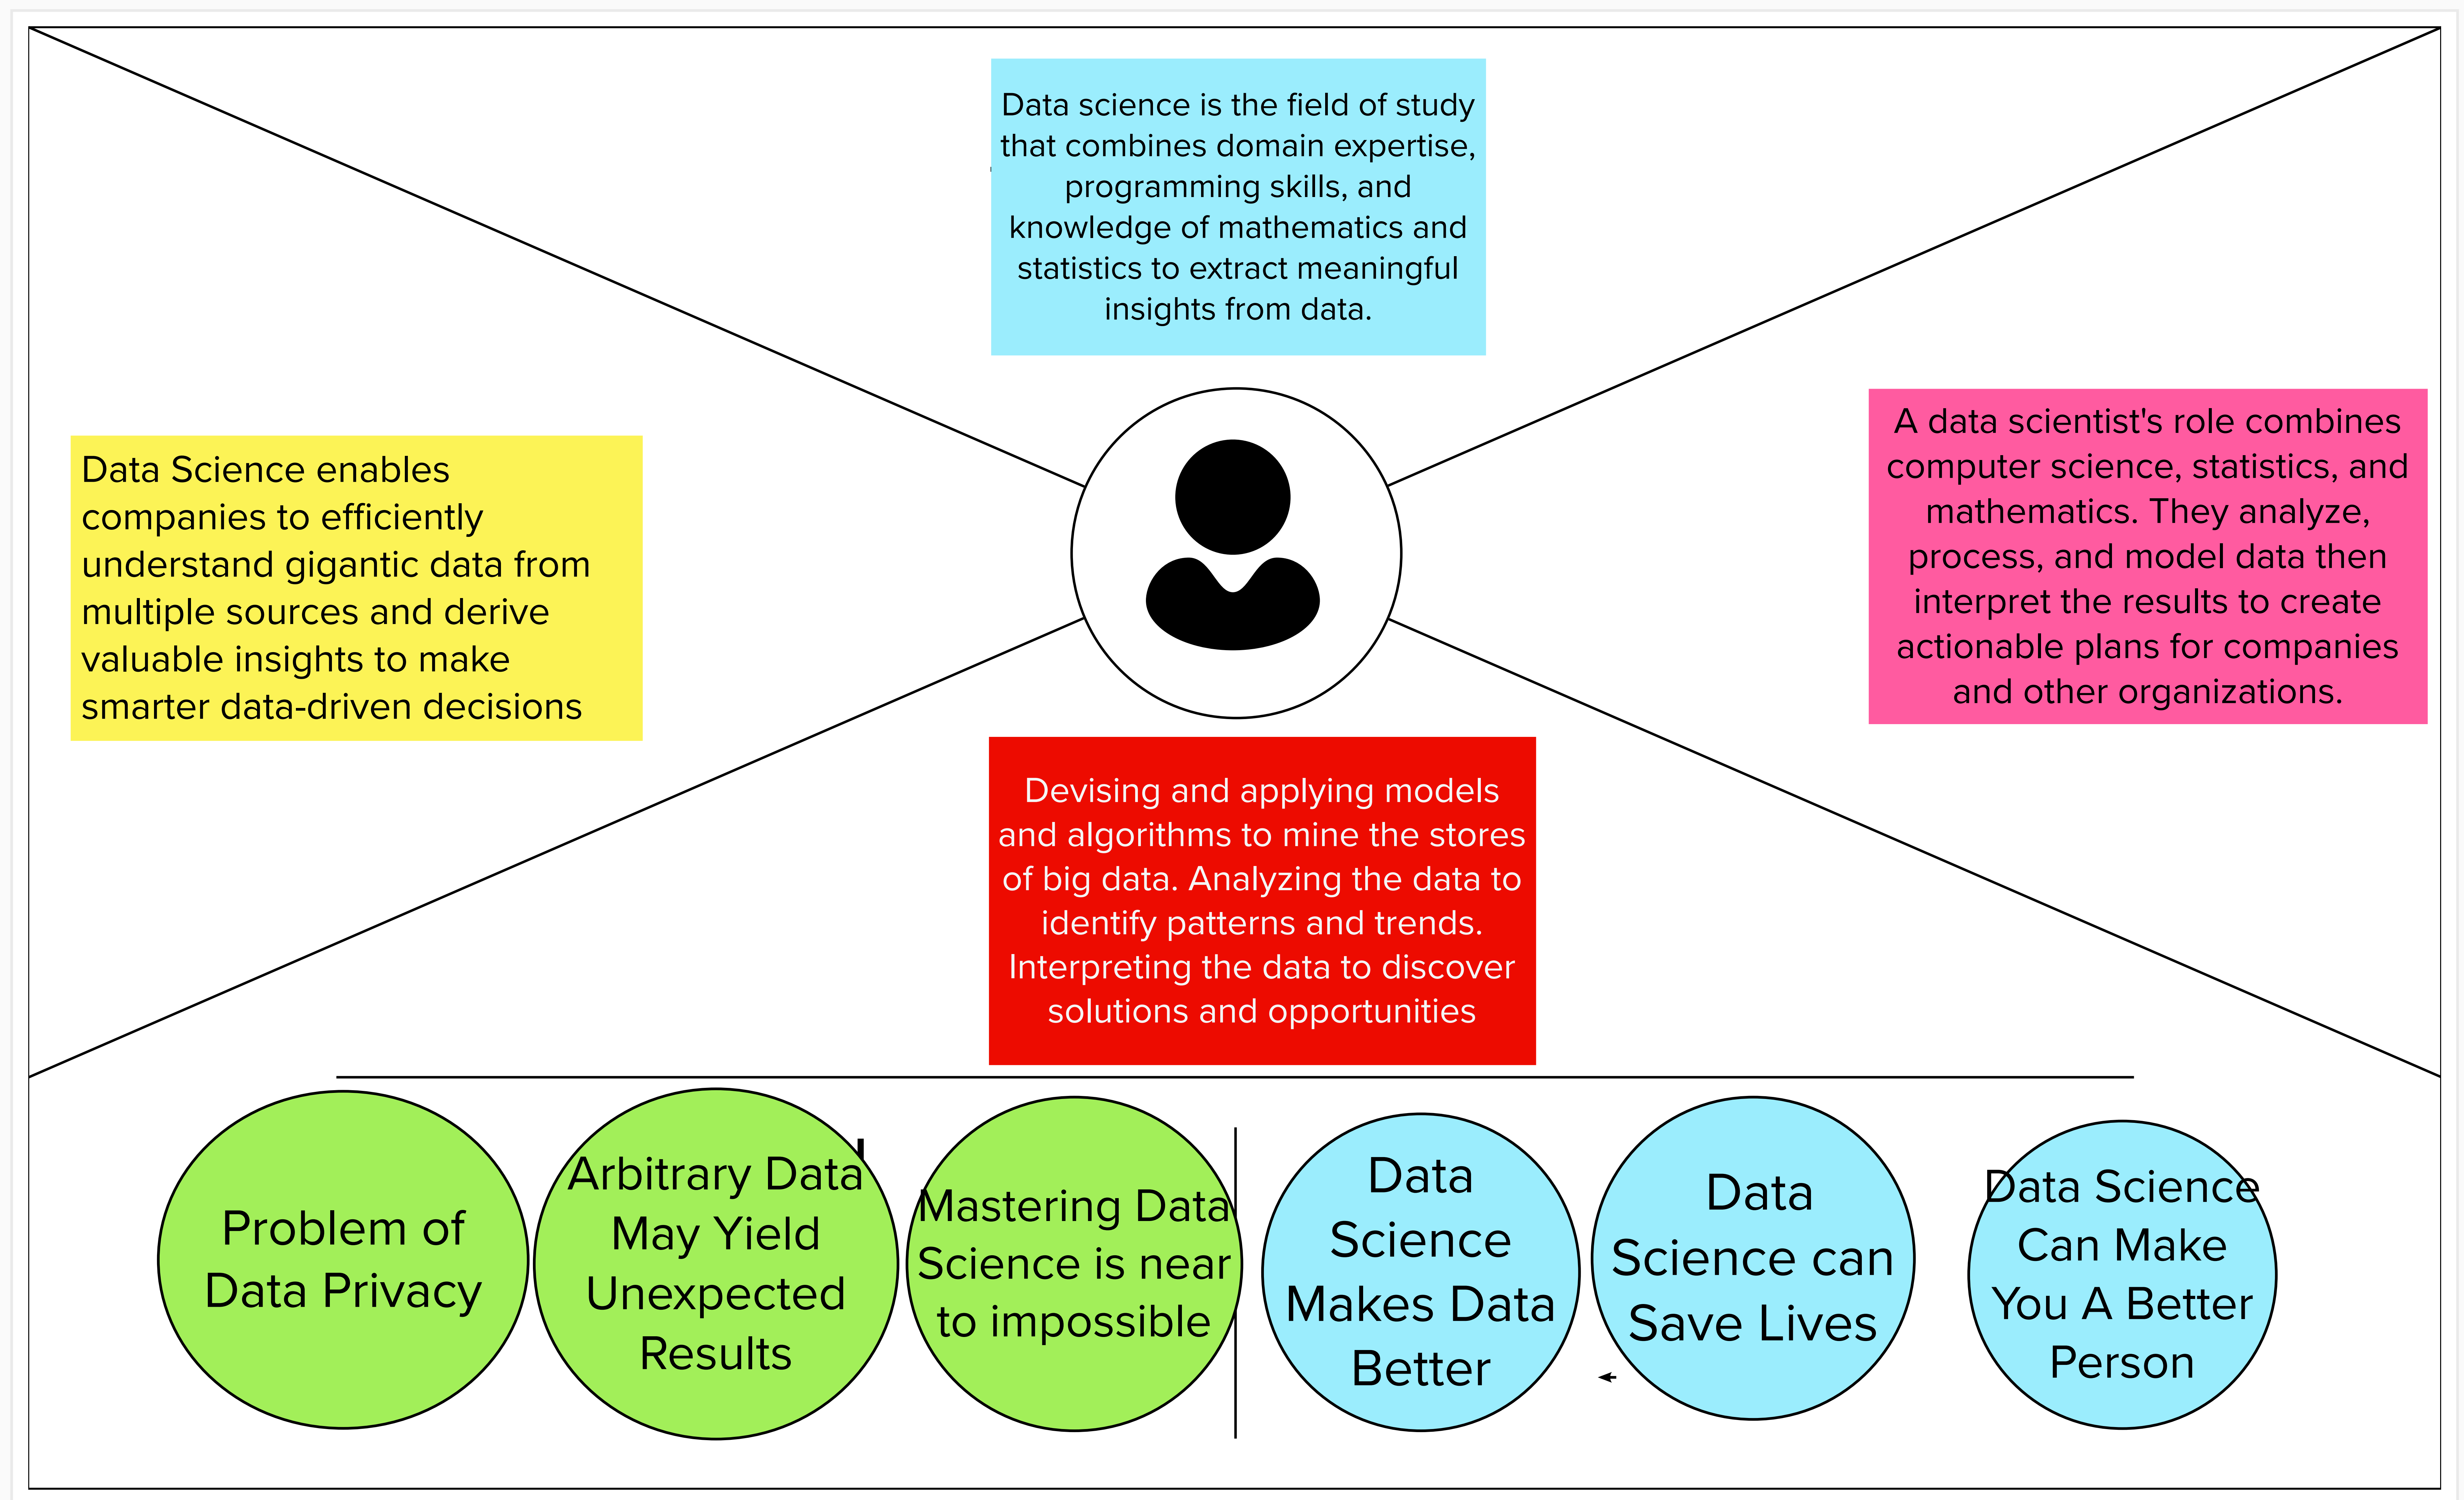 Data science is the field of study
that combines domain expertise,
programming skills, and
knowledge of mathematics and
statistics to extract meaningful
insights from data.
Data Science enables
companies to efficiently
understand gigantic data from
multiple sources and derive
valuable insights to make
smarter data-driven decisions
A data scientist's role combines
computer science, statistics, and
mathematics. They analyze,
process, and model data then
interpret the results to create
actionable plans for companies
and other organizations.
Devising and applying models
and algorithms to mine the stores
of big data. Analyzing the data to
identify patterns and trends.
Interpreting the data to discover
solutions and opportunities
Problem of
Data Privacy
Arbitrary Data
May Yield
Unexpected
Results
Mastering Data
Science is near
to impossible
Data
Science
Makes Data
Better
Data
Science can
Save Lives
Data Science
Can Make
You A Better
Person